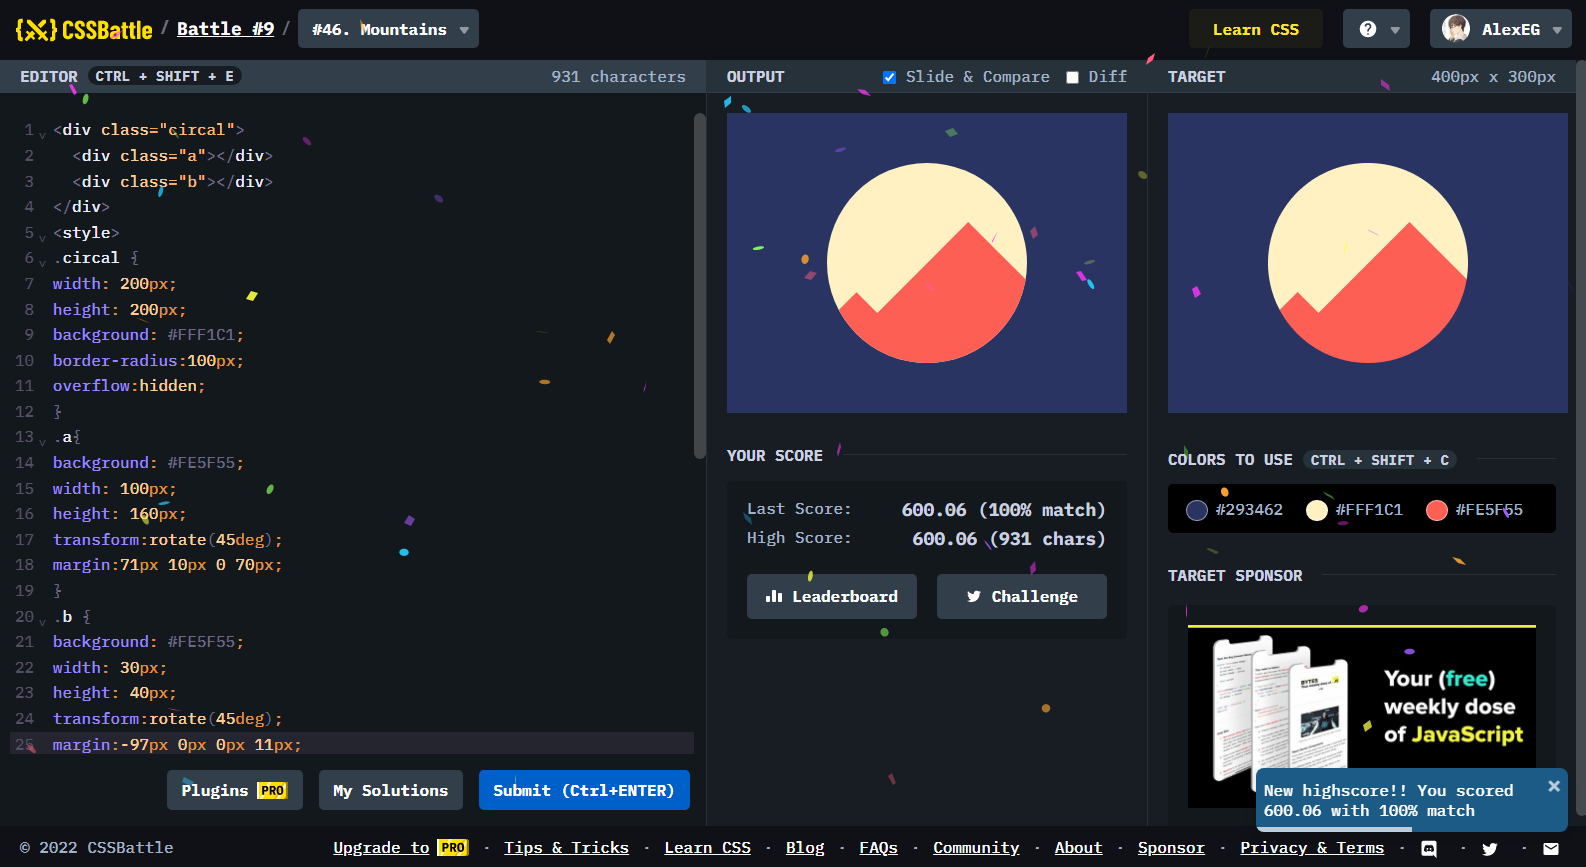 CSSBattle / Battle #9 / #46. Mountains
Learn CSS
AlexEG
EDITOR CTRL + SHIFT + E 931 characters
1 <div class="circal">
2 <div class="a"></div>
3 <div class="b"></div>
4 </div>
5 <style>
6 .circal {
7 width: 200px;
8 height: 200px;
9 background: #FFF1C1;
10 border-radius:100px;
11 overflow:hidden;
12 }
13 .a{
14 background: #FE5F55;
15 width: 100px;
16 height: 160px;
17 transform:rotate(45deg);
18 margin:71px 10px 0 70px;
19 }
20 .b {
21 background: #FE5F55;
22 width: 30px;
23 height: 40px;
24 transform:rotate(45deg);
25 margin:-97px 0px 0px 11px;
Plugins PRO
My Solutions
Submit (Ctrl+ENTER)
OUTPUT
Slide & Compare
Diff
YOUR SCORE
Last Score: 600.06 (100% match)
High Score: 600.06 (931 chars)
Leaderboard
Challenge
TARGET 400px x 300px
COLORS TO USE CTRL + SHIFT + C
#293462 #FFF1C1 #FE5F55
TARGET SPONSOR
BYTES
Your (free)
weekly dose
of JavaScript
New highscore!! You scored
600.06 with 100% match
© 2022 CSSBattle
Upgrade to PRO · Tips & Tricks · Learn CSS · Blog · FAQs · Community · About · Sponsor · Privacy & Terms · · ·